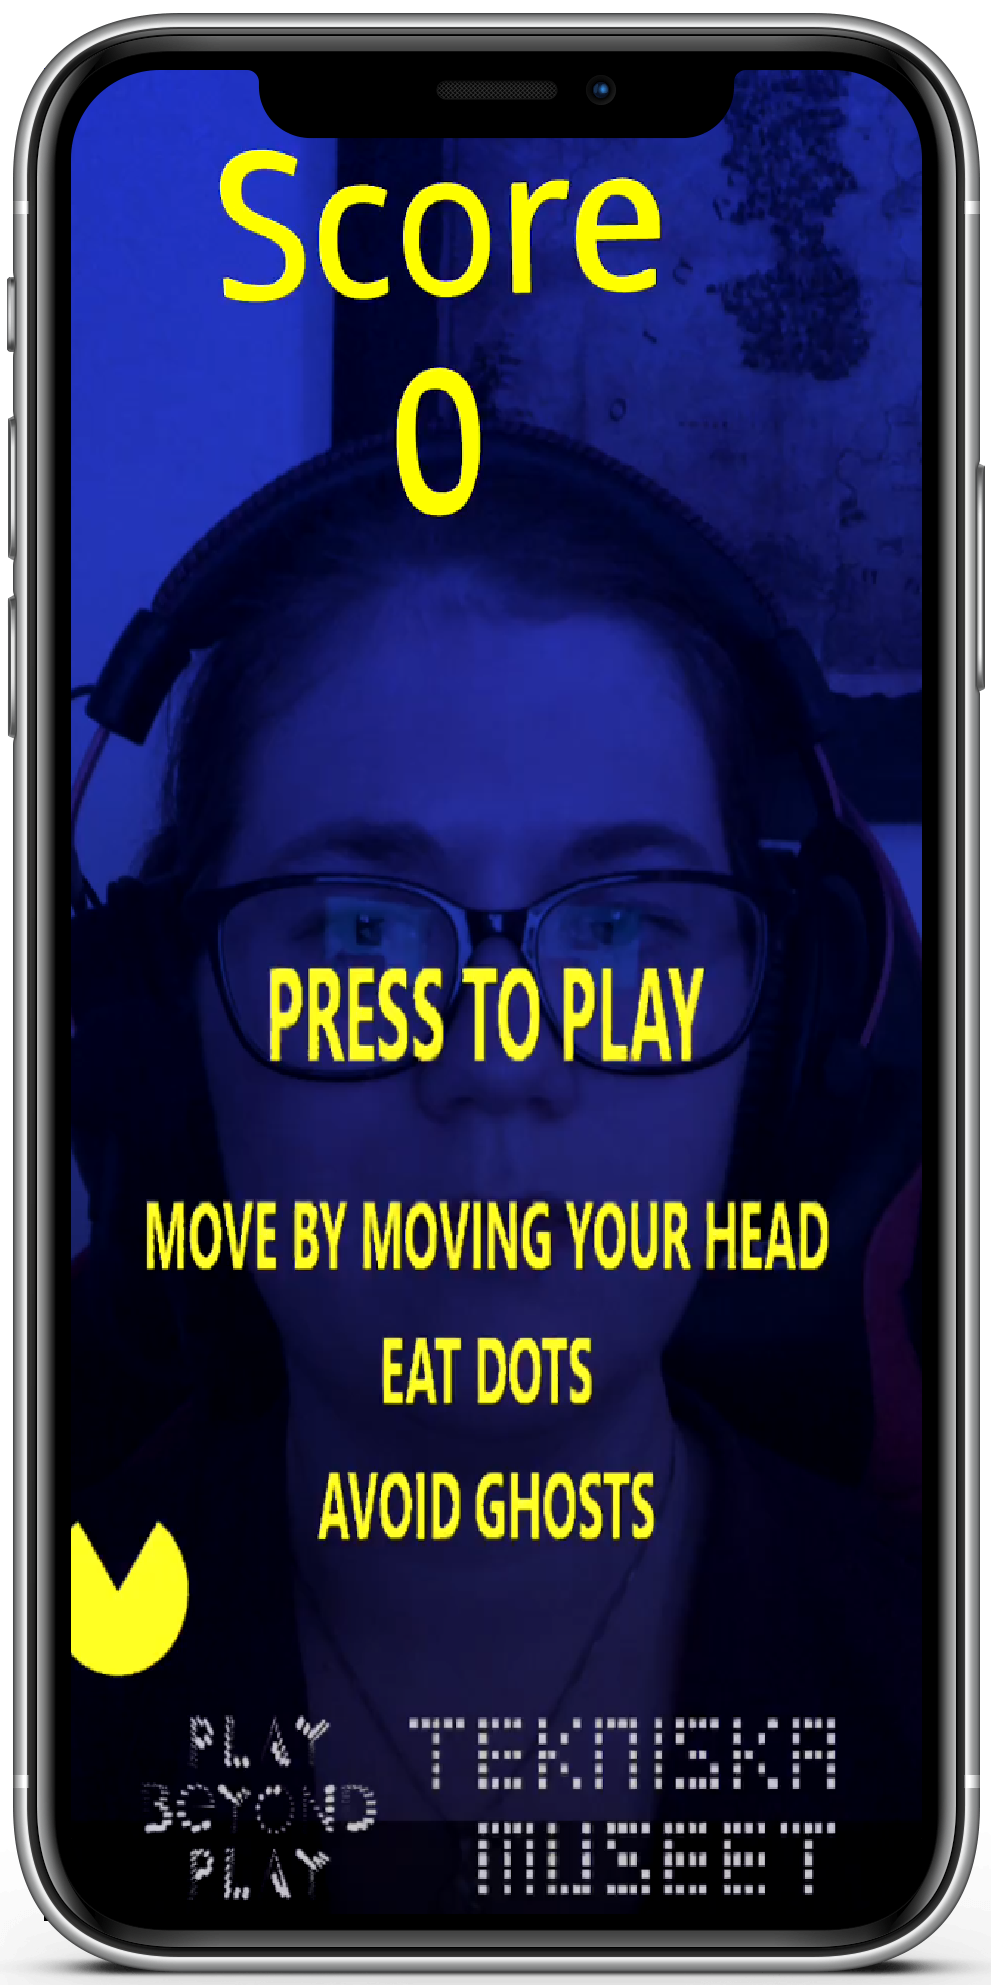 Score
0
PRESS TO PLAY
MOVE BY MOVING YOUR HEAD
EAT DOTS
AVOID GHOSTS
PLAY
BEYOND
PLAY
TEKNISKA
MUSEET